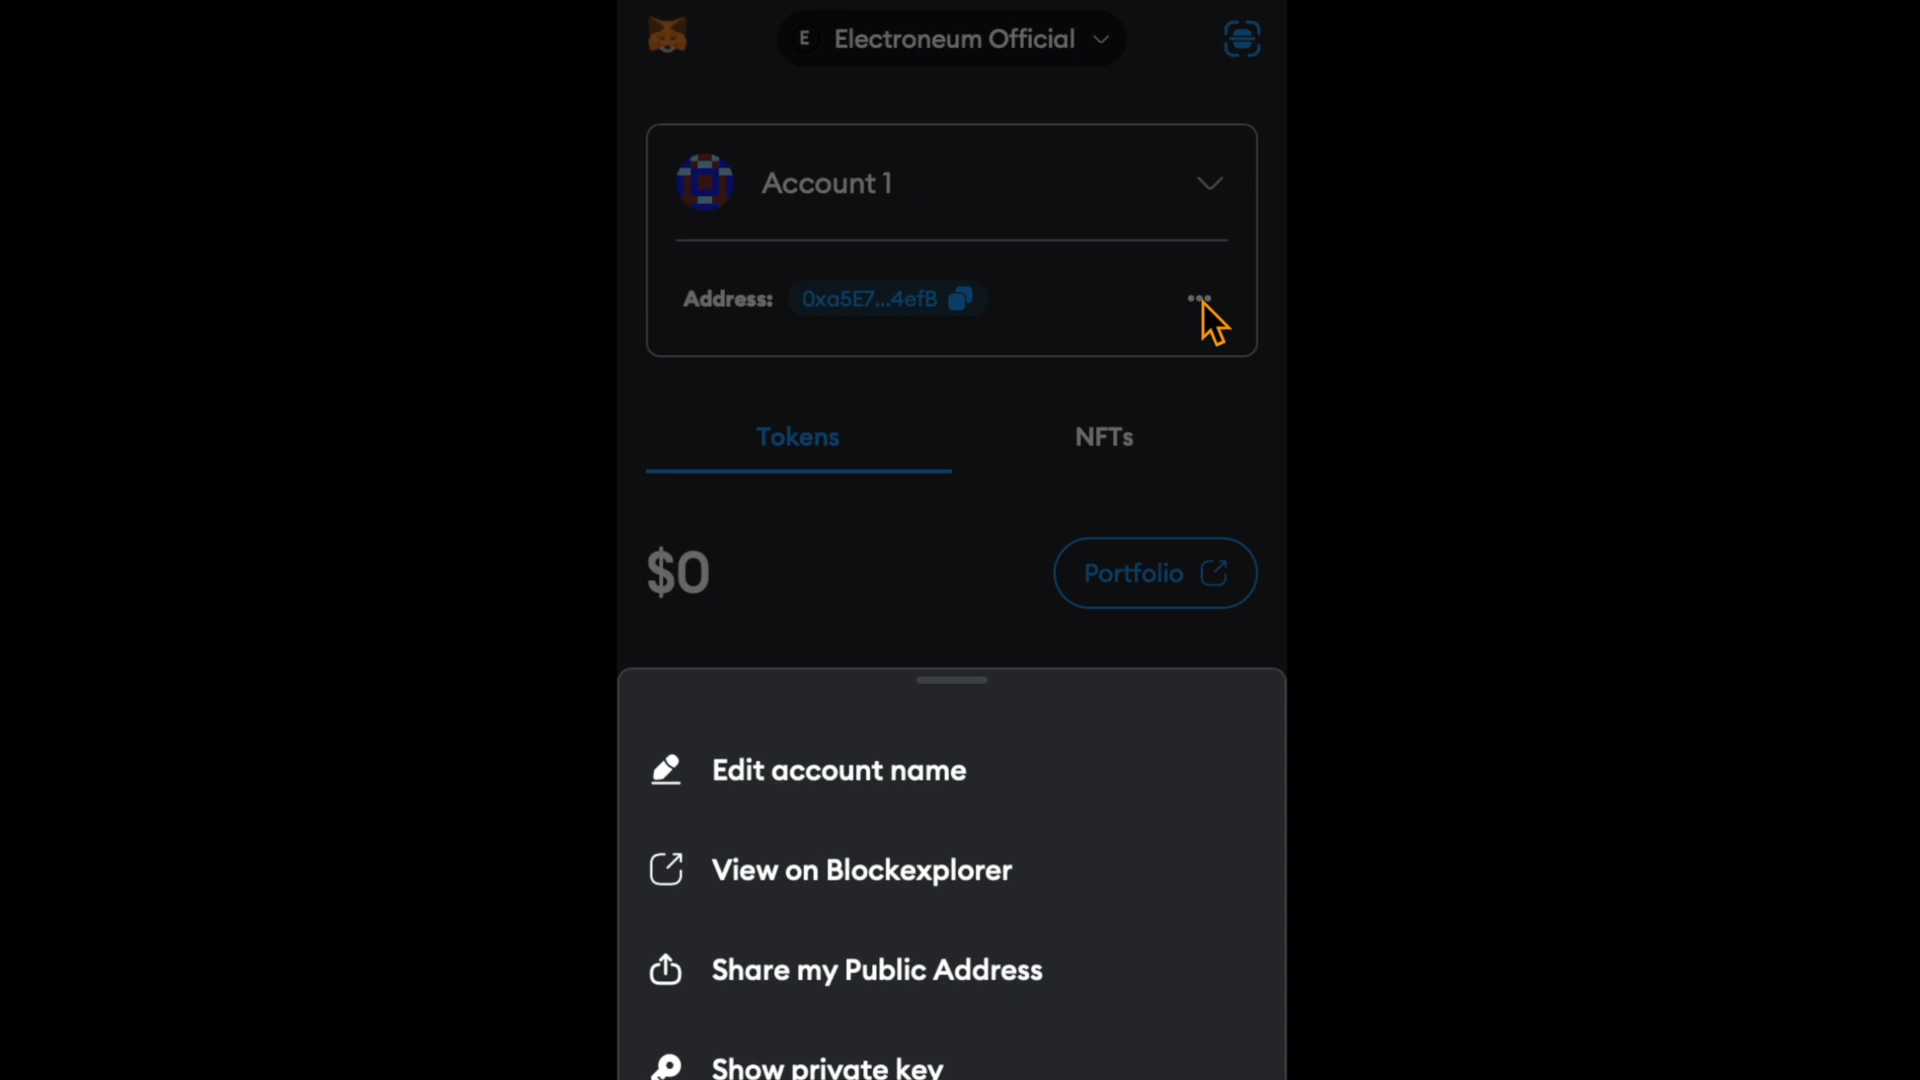 E Electroneum Official
Account 1
Address: 0xa5E7...4efB
Tokens NFTs
$0 Portfolio
Edit account name
View on Blockexplorer
Share my Public Address
Show private key